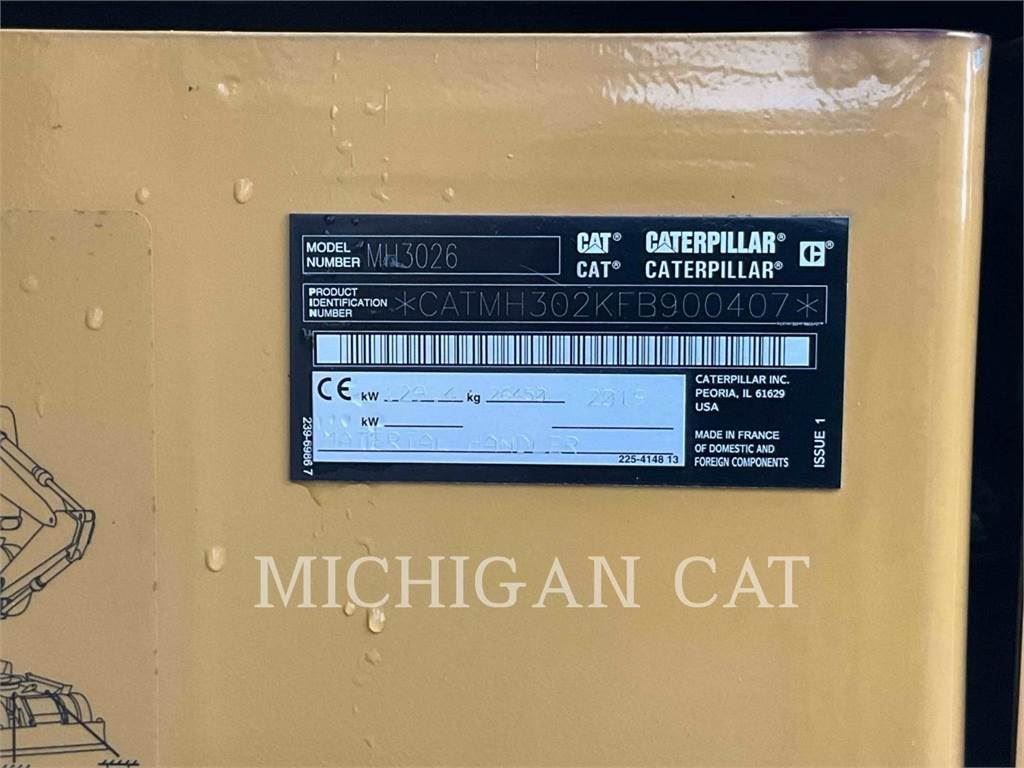 MODEL NUMBER MH3026
CAT® CATERPILLAR®
CAT® CATERPILLAR®
PRODUCT IDENTIFICATION NUMBER *CATMH302KFB900407*
CE kW kg 26450 2019
kW
MATERIAL HANDLER
225-4148 13
239-6986 7
CATERPILLAR INC.
PEORIA, IL 61629
USA
MADE IN FRANCE
OF DOMESTIC AND
FOREIGN COMPONENTS
ISSUE 1
MICHIGAN CAT